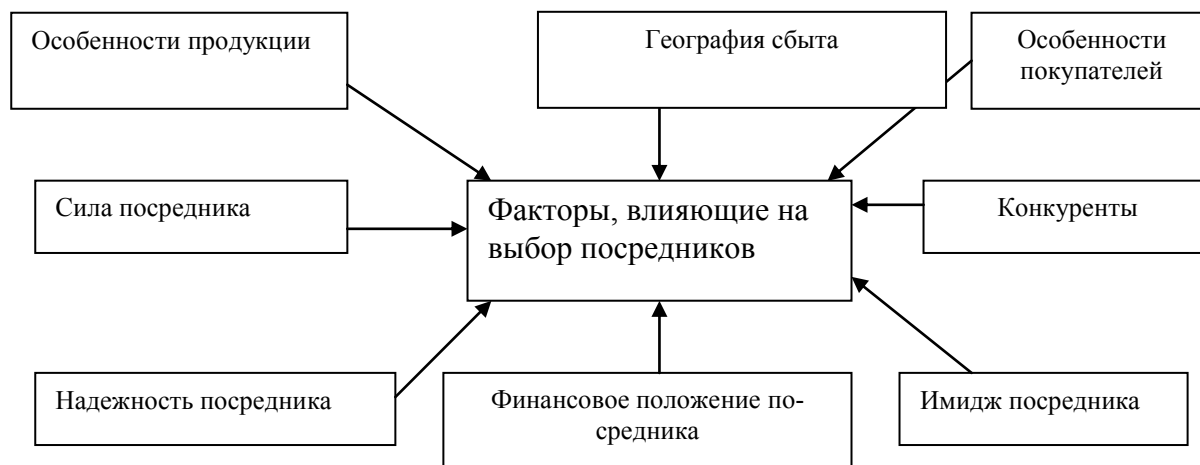 Особенности продукции
География сбыта
Особенности
покупателей
Сила посредника
Факторы, влияющие на
выбор посредников
Конкуренты
Надежность посредника
Финансовое положение по-
средника
Имидж посредника